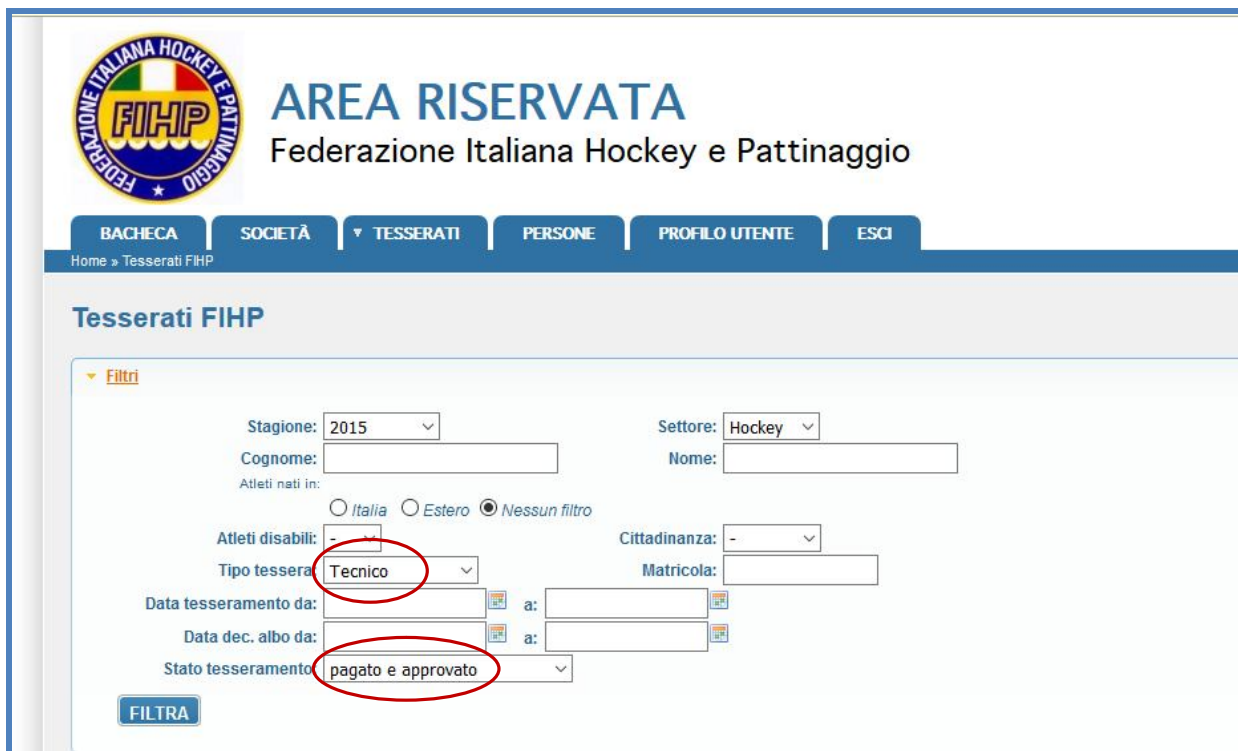 FEDERAZIONE ITALIANA HOCKEY E PATTINAGGIO
FIHP
AREA RISERVATA
Federazione Italiana Hockey e Pattinaggio
BACHECA SOCIETÀ TESSERATI PERSONE PROFILO UTENTE ESCI
Home » Tesserati FIHP
Tesserati FIHP
Filtri
Stagione: 2015 Settore: Hockey
Cognome: Nome:
Atleti nati in:
Italia Estero Nessun filtro
Atleti disabili: - Cittadinanza: -
Tipo tessera: Tecnico Matricola:
Data tesseramento da: a:
Data dec. albo da: a:
Stato tesseramento: pagato e approvato
FILTRA